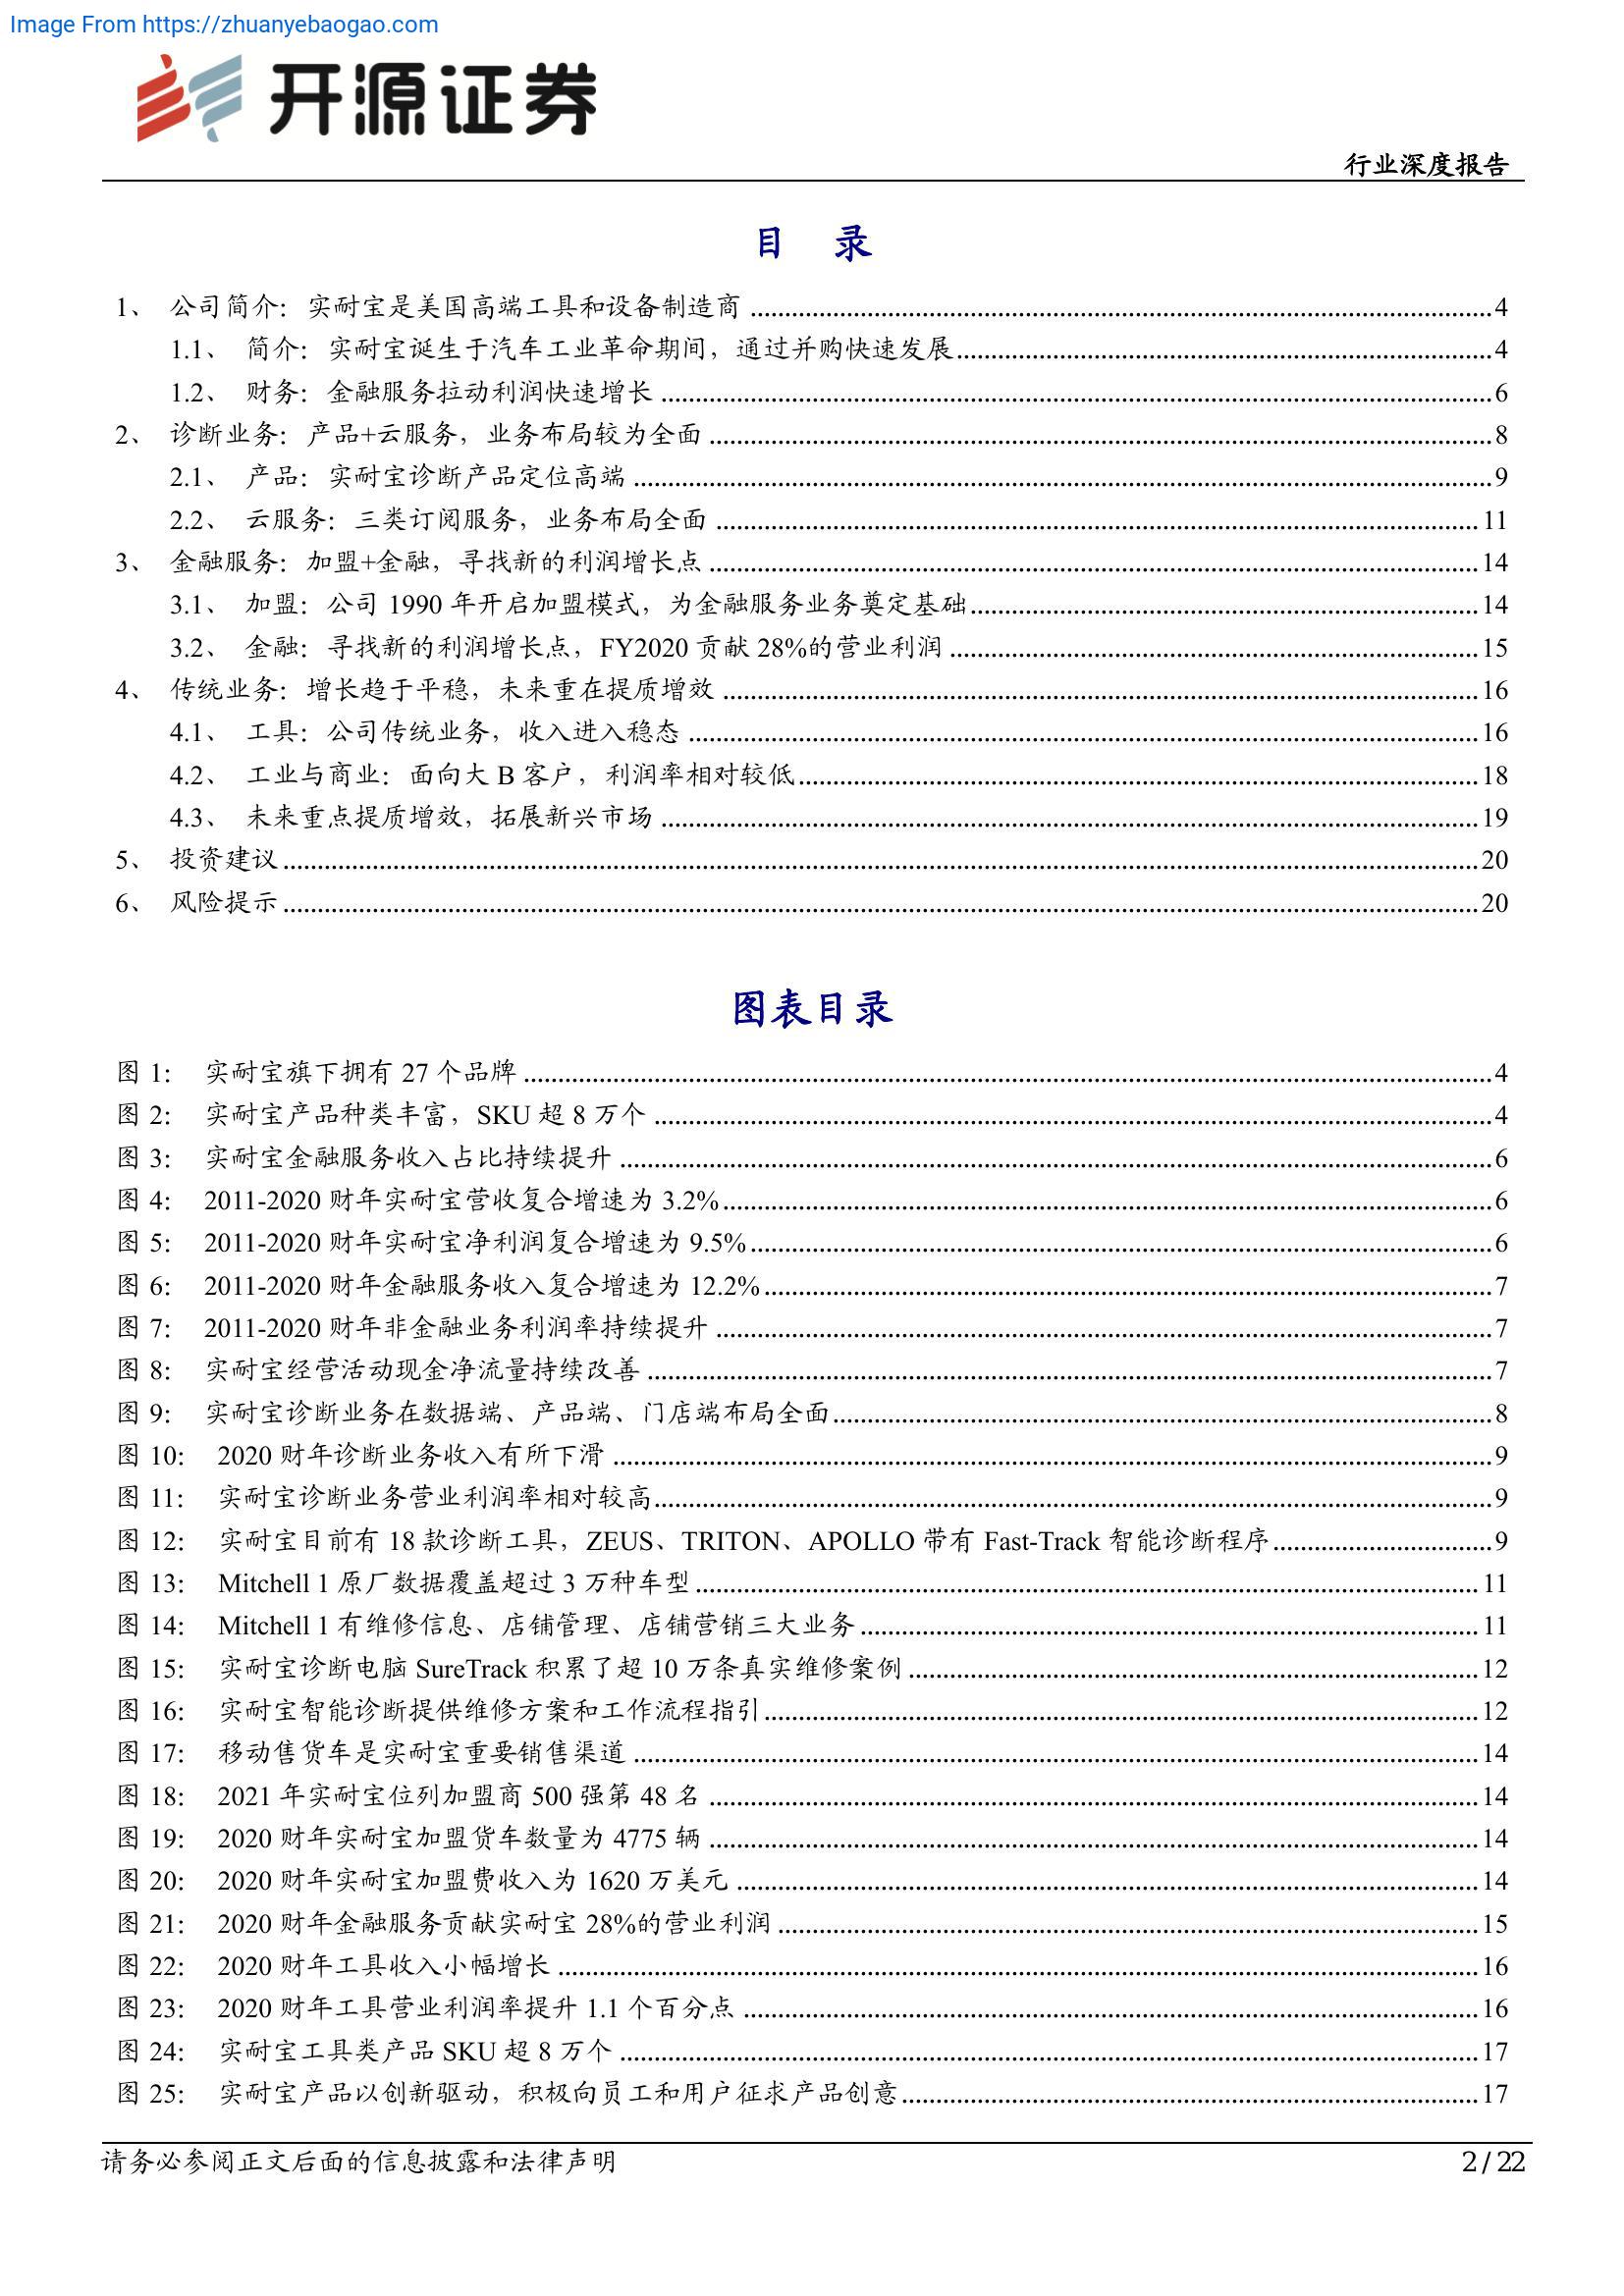 Image From https://zhuanyebaogao.com
开源证券
行业深度报告
目 录
1、 公司简介：实耐宝是美国高端工具和设备制造商 ........ 4
1.1、 简介：实耐宝诞生于汽车工业革命期间，通过并购快速发展 ........ 4
1.2、 财务：金融服务拉动利润快速增长 ........ 6
2、 诊断业务：产品+云服务，业务布局较为全面 ........ 8
2.1、 产品：实耐宝诊断产品定位高端 ........ 9
2.2、 云服务：三类订阅服务，业务布局全面 ........ 11
3、 金融服务：加盟+金融，寻找新的利润增长点 ........ 14
3.1、 加盟：公司 1990 年开启加盟模式，为金融服务业务奠定基础 ........ 14
3.2、 金融：寻找新的利润增长点，FY2020 贡献 28%的营业利润 ........ 15
4、 传统业务：增长趋于平稳，未来重在提质增效 ........ 16
4.1、 工具：公司传统业务，收入进入稳态 ........ 16
4.2、 工业与商业：面向大 B 客户，利润率相对较低 ........ 18
4.3、 未来重点提质增效，拓展新兴市场 ........ 19
5、 投资建议 ........ 20
6、 风险提示 ........ 20
图表目录
图 1： 实耐宝旗下拥有 27 个品牌 ........ 4
图 2： 实耐宝产品种类丰富，SKU 超 8 万个 ........ 4
图 3： 实耐宝金融服务收入占比持续提升 ........ 6
图 4： 2011-2020 财年实耐宝营收复合增速为 3.2% ........ 6
图 5： 2011-2020 财年实耐宝净利润复合增速为 9.5% ........ 6
图 6： 2011-2020 财年金融服务收入复合增速为 12.2% ........ 7
图 7： 2011-2020 财年非金融业务利润率持续提升 ........ 7
图 8： 实耐宝经营活动现金净流量持续改善 ........ 7
图 9： 实耐宝诊断业务在数据端、产品端、门店端布局全面 ........ 8
图 10： 2020 财年诊断业务收入有所下滑 ........ 9
图 11： 实耐宝诊断业务营业利润率相对较高 ........ 9
图 12： 实耐宝目前有 18 款诊断工具，ZEUS、TRITON、APOLLO 带有 Fast-Track 智能诊断程序 ........ 9
图 13： Mitchell 1 原厂数据覆盖超过 3 万种车型 ........ 11
图 14： Mitchell 1 有维修信息、店铺管理、店铺营销三大业务 ........ 11
图 15： 实耐宝诊断电脑 SureTrack 积累了超 10 万条真实维修案例 ........ 12
图 16： 实耐宝智能诊断提供维修方案和工作流程指引 ........ 12
图 17： 移动售货车是实耐宝重要销售渠道 ........ 14
图 18： 2021 年实耐宝位列加盟商 500 强第 48 名 ........ 14
图 19： 2020 财年实耐宝加盟货车数量为 4775 辆 ........ 14
图 20： 2020 财年实耐宝加盟费收入为 1620 万美元 ........ 14
图 21： 2020 财年金融服务贡献实耐宝 28%的营业利润 ........ 15
图 22： 2020 财年工具收入小幅增长 ........ 16
图 23： 2020 财年工具营业利润率提升 1.1 个百分点 ........ 16
图 24： 实耐宝工具类产品 SKU 超 8 万个 ........ 17
图 25： 实耐宝产品以创新驱动，积极向员工和用户征求产品创意 ........ 17
请务必参阅正文后面的信息披露和法律声明 2 / 22